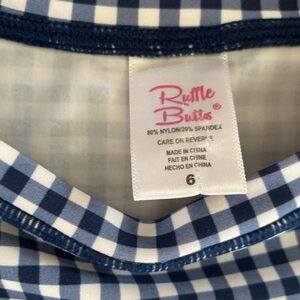 Ruffle
Butts®
80% NYLON/20% SPANDEX
CARE ON REVERSE
MADE IN CHINA
FAIT EN CHINE
HECHO EN CHINA
6